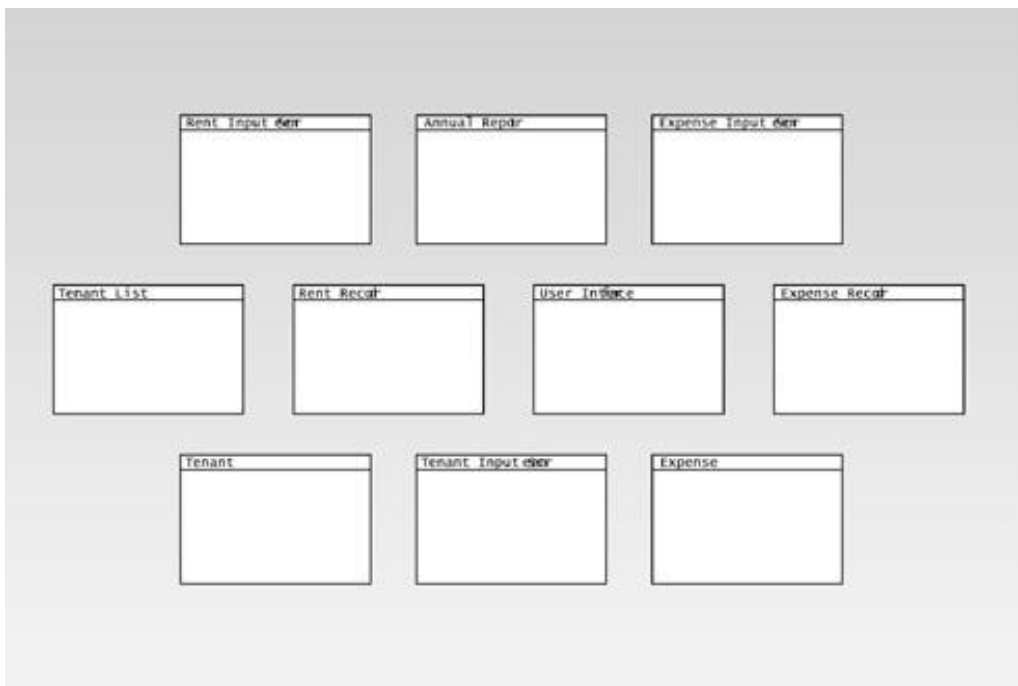 Rent Input
Annual
Expense Input
Tenant List
Rent
User
Expense
Tenant
Tenant Input
Expense